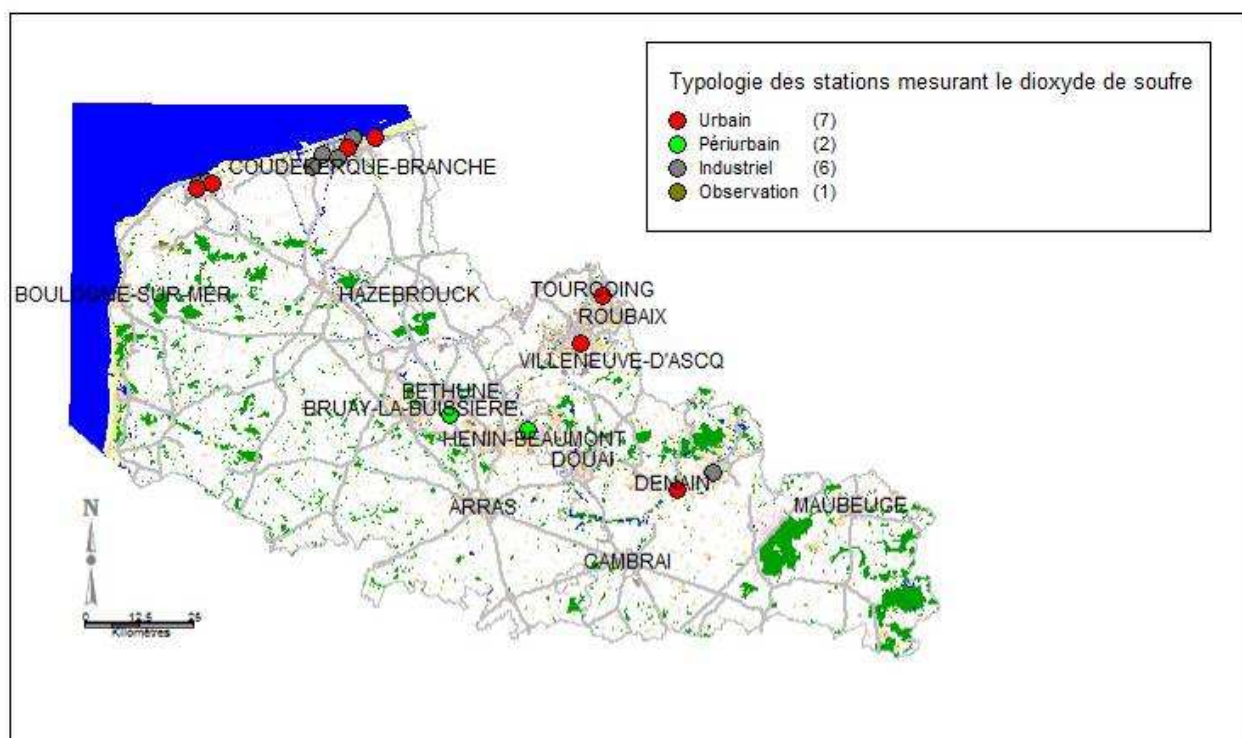 Typologie des stations mesurant le dioxyde de soufre
Urbain (7)
Périurbain (2)
Industriel (6)
Observation (1)
COUDEKERQUE-BRANCHE
BOULOGNE-SUR-MER
HAZEBROUCK
TOURCOING
ROUBAIX
VILLENEUVE-D'ASCQ
BETHUNE
BRUAY-LA-BUISSIERE
HENIN-BEAUMONT
DOUAI
DENAIN
ARRAS
MAUBEUGE
CAMBRAI
N
0 12,5 25
Kilomètres